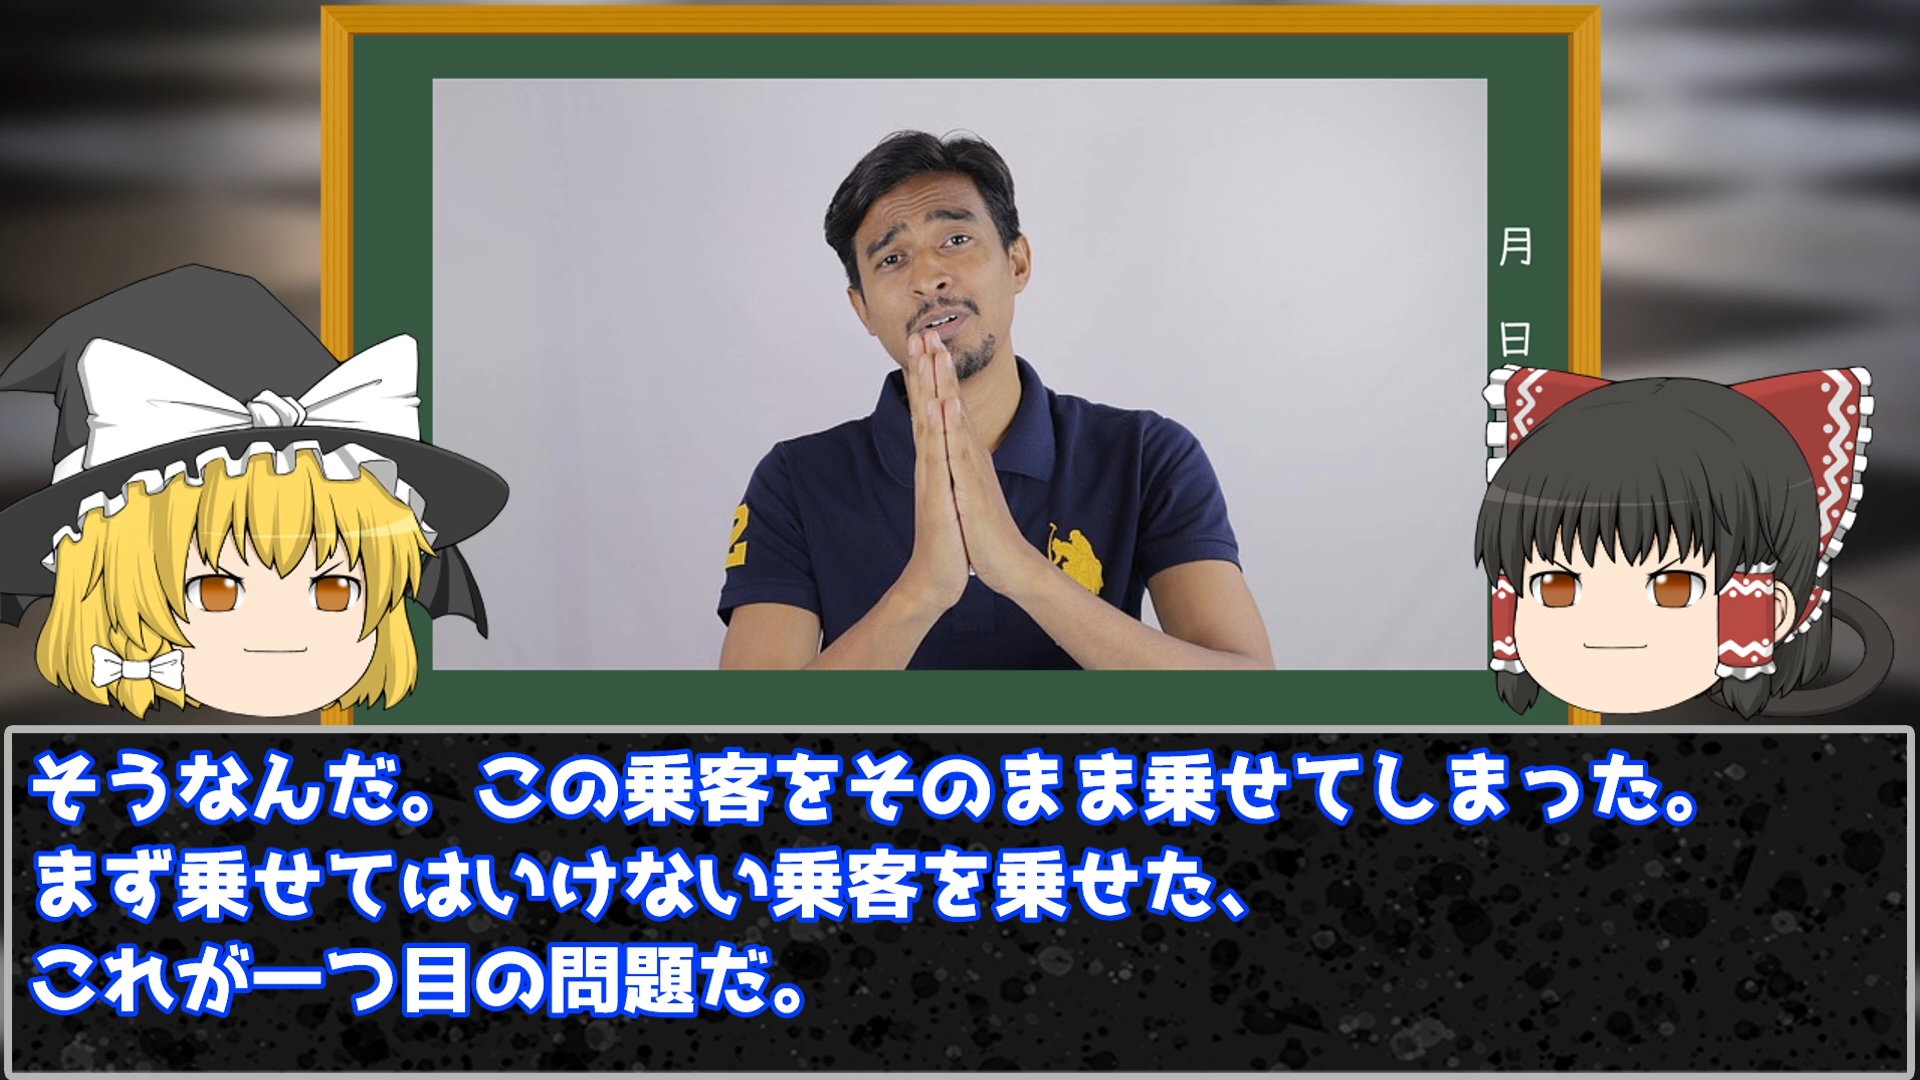 月
日
2
そうなんだ。この乗客をそのまま乗せてしまった。
まず乗せてはいけない乗客を乗せた、
これが一つ目の問題だ。